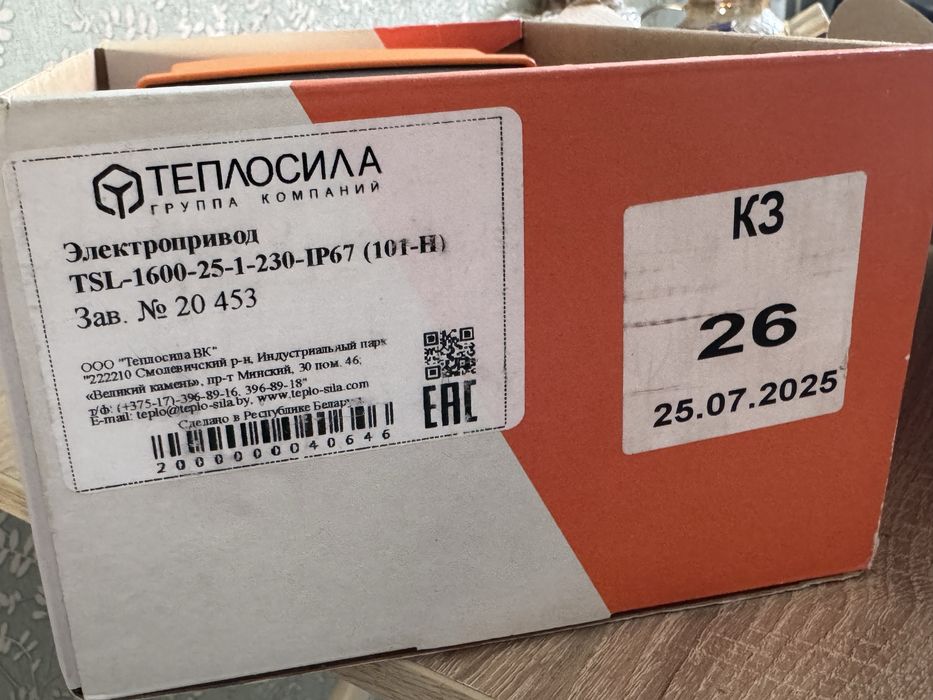 ТЕПЛОСИЛА
ГРУППА КОМПАНИЙ
Электропривод
TSL-1600-25-1-230-IP67 (101-Н)
Зав. № 20 453
ООО "Теплосила ВК"
"222210 Смолевичский р-н, Индустриальный парк
«Великий камень», пр-т Минский, 30 пом. 46;
т/ф: (+375-17)-396-89-16, 396-89-18"
E-mail: teplo@teplo-sila.by, www.teplo-sila.com
Сделано в Республике Беларусь
2000000040646
EAC
КЗ
26
25.07.2025